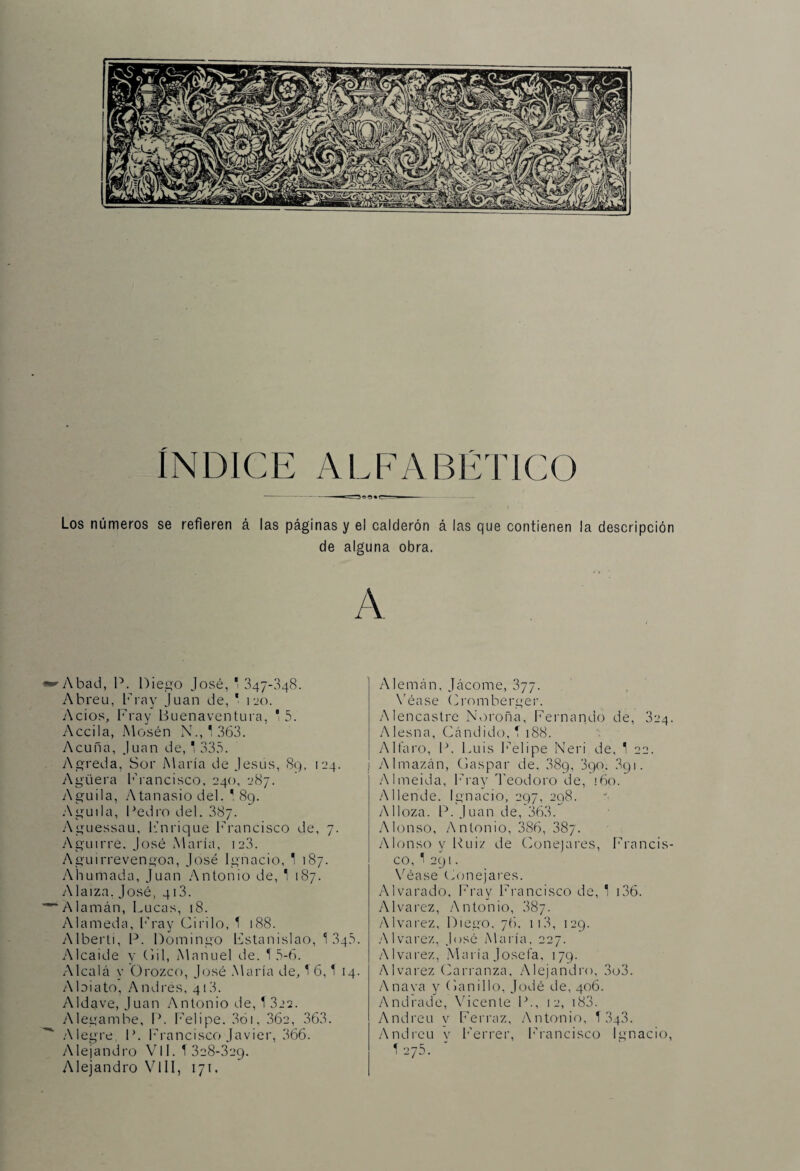 ÍNDICE ALFABÉTICO
Los números se refieren á las páginas y el calderón á las que contienen la descripción
de alguna obra.
A
Abad, P. Diego José, ¶ 347-348.
Abreu, Fray Juan de, ¶ 120.
Acios, Fray Buenaventura, ¶ 5.
Accila, Mosén N., ¶ 363.
Acuña, Juan de, ¶ 335.
Agreda, Sor María de Jesús, 89, 124.
Agüera Francisco, 240, 287.
Aguila, Atanasio del. ¶ 89.
Aguila, Pedro del. 387.
Aguessau, Enrique Francisco de, 7.
Aguirre, José María, 123.
Aguirrevengoa, José Ignacio, ¶ 187.
Ahumada, Juan Antonio de, ¶ 187.
Alaiza, José, 413.
Alamán, Lucas, 18.
Alameda, Fray Cirilo, ¶ 188.
Alberti, P. Domingo Estanislao, ¶ 345.
Alcaide y Gil, Manuel de. ¶ 5-6.
Alcalá y Orozco, José María de, ¶ 6, ¶ 14.
Albiato, Andrés, 413.
Aldave, Juan Antonio de, ¶ 322.
Alegambe, P. Felipe. 361, 362, 363.
Alegre, P. Francisco Javier, 366.
Alejandro VII. ¶ 328-329.
Alejandro VIII, 171.
Alemán, Jácome, 377.
Véase Cromberger.
Alencastre Noroña, Fernando de, 324.
Alesna, Cándido, ¶ 188.
Alfaro, P. Luis Felipe Neri de, ¶ 22.
Almazán, Gaspar de, 389, 390, 391.
Almeida, Fray Teodoro de, 160.
Allende, Ignacio, 297, 298.
Alloza. P. Juan de, 363.
Alonso, Antonio, 386, 387.
Alonso y Ruiz de Conejares, Francis-
co, ¶ 291.
Véase Conejares.
Alvarado, Fray Francisco de, ¶ 136.
Alvarez, Antonio, 387.
Alvarez, Diego, 76, 113, 129.
Alvarez, José María, 227.
Alvarez, María Josefa, 179.
Alvarez Carranza, Alejandro, 303.
Anaya y Ganillo, Jodé de, 406.
Andrade, Vicente P., 12, 183.
Andreu y Ferraz, Antonio, ¶ 343.
Andreu y Ferrer, Francisco Ignacio,
¶ 275.